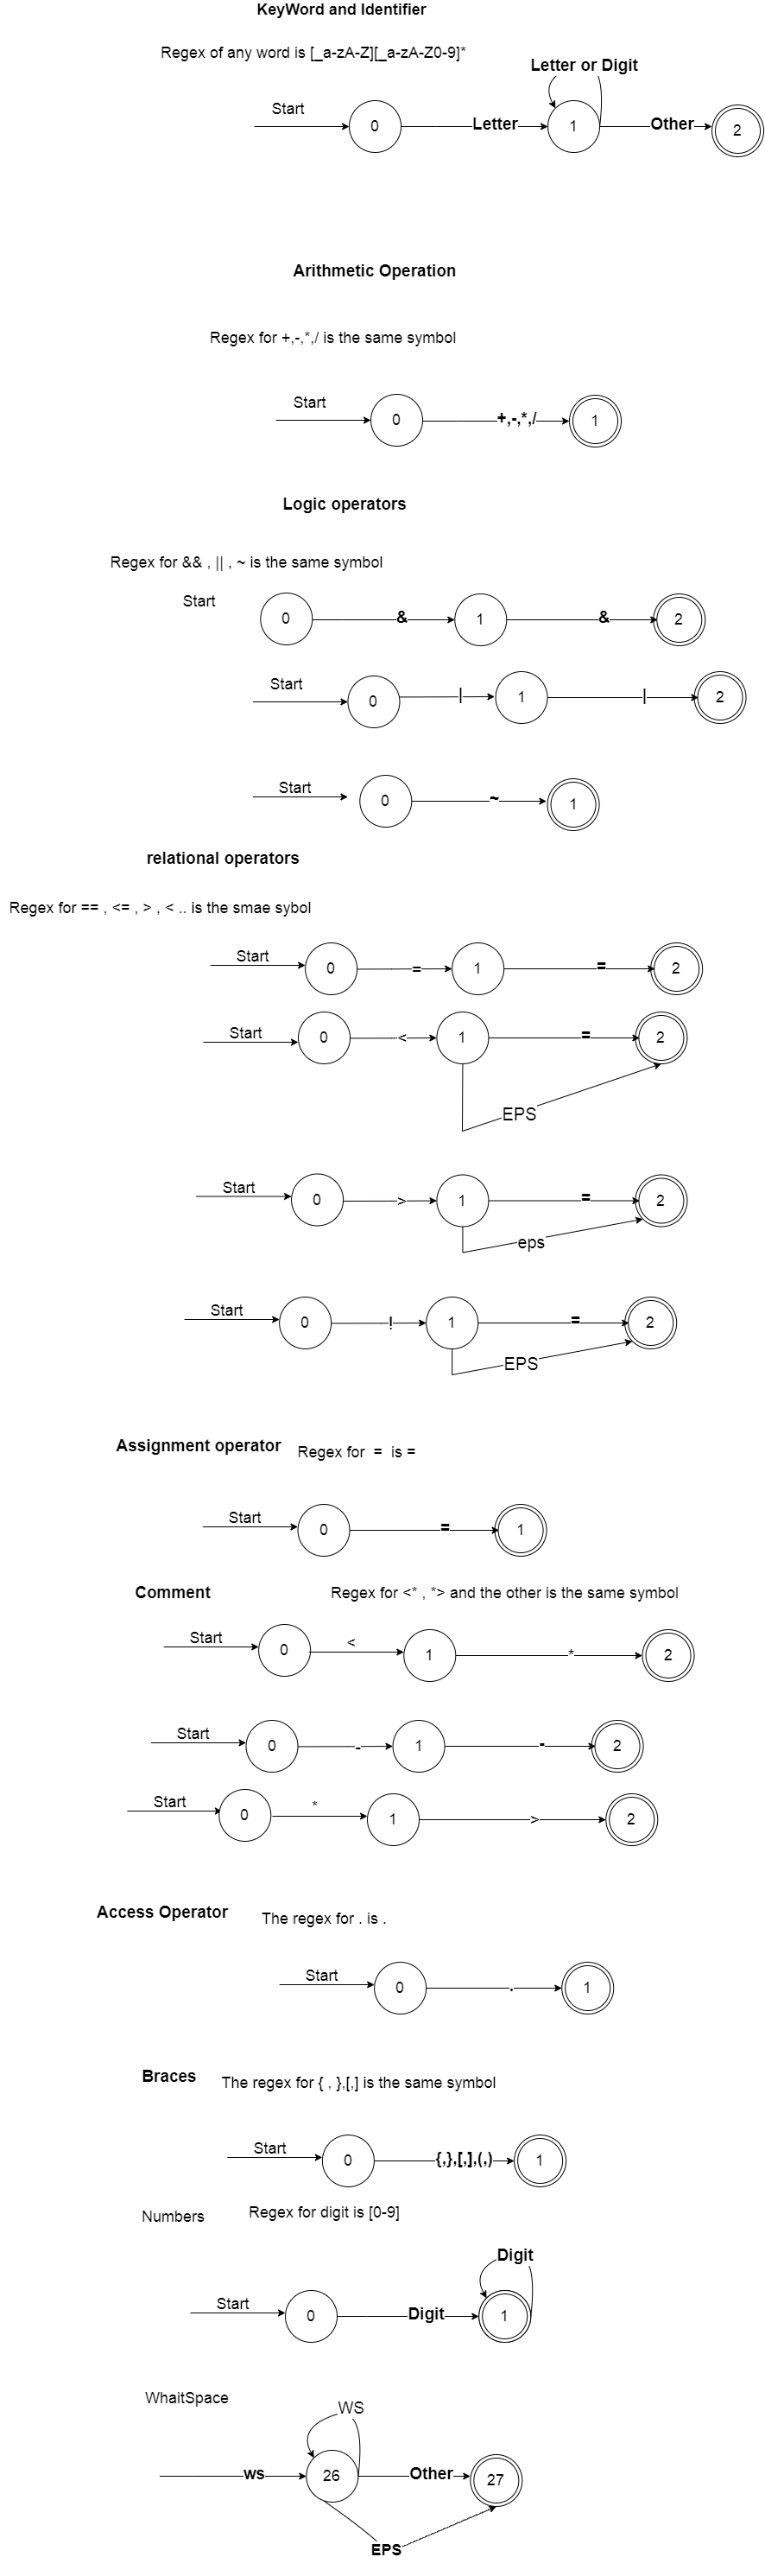 KeyWord and Identifier
Regex of any word is [_a-zA-Z][_a-zA-Z0-9]*
Letter or Digit
Start 0 Letter 1 Other 2
Arithmetic Operation
Regex for +,-,*,/ is the same symbol
Start 0 +,-,*,/ 1
Logic operators
Regex for && , || , ~ is the same symbol
Start 0 & 1 & 2
Start 0 | 1 | 2
Start 0 ~ 1
relational operators
Regex for == , <= , > , < .. is the smae sybol
Start 0 = 1 = 2
Start 0 < 1 = 2
EPS
Start 0 > 1 = 2
eps
Start 0 ! 1 = 2
EPS
Assignment operator Regex for = is =
Start 0 = 1
Comment Regex for <* , *> and the other is the same symbol
Start 0 < 1 * 2
Start 0 - 1 - 2
Start 0 * 1 > 2
Access Operator The regex for . is .
Start 0 . 1
Braces The regex for { , },[,] is the same symbol
Start 0 {,},[,],(,) 1
Numbers Regex for digit is [0-9]
Digit
Start 0 Digit 1
WhaitSpace
WS
ws 26 Other 27
EPS